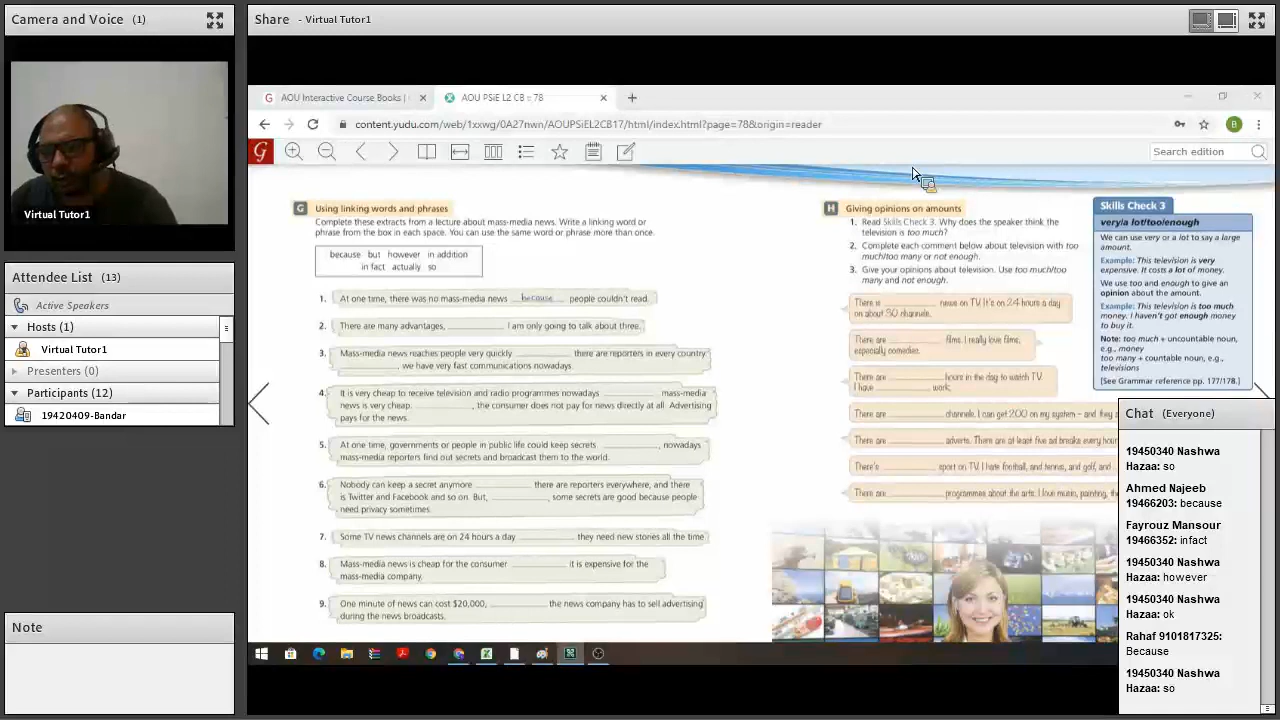 Camera and Voice (1)
Virtual Tutor1
Attendee List (13)
Active Speakers
Hosts (1)
Virtual Tutor1
Presenters (0)
Participants (12)
19420409-Bandar
Note
Share - Virtual Tutor1
AOU Interactive Course Books |
AOU PSiE L2 CB = 78
content.yudu.com/web/1xxwg/0A27nwn/AOUPSiEL2CB17/html/index.html?page=78&origin=reader
B
g
Search edition
G Using linking words and phrases
Complete these extracts from a lecture about mass-media news. Write a linking word or
phrase from the box in each space. You can use the same word or phrase more than once.
because but however in addition
in fact actually so
1. At one time, there was no mass-media news because people couldn't read.
2. There are many advantages, ________ I am only going to talk about three.
3. Mass-media news reaches people very quickly ________ there are reporters in every country.
________, we have very fast communications nowadays.
4. It is very cheap to receive television and radio programmes nowadays ________ mass-media
news is very cheap. ________, the consumer does not pay for news directly at all. Advertising
pays for the news.
5. At one time, governments or people in public life could keep secrets ________, nowadays
mass-media reporters find out secrets and broadcast them to the world.
6. Nobody can keep a secret anymore ________ there are reporters everywhere, and there
is Twitter and Facebook and so on. But, ________, some secrets are good because people
need privacy sometimes.
7. Some TV news channels are on 24 hours a day ________ they need new stories all the time.
8. Mass-media news is cheap for the consumer ________ it is expensive for the
mass-media company.
9. One minute of news can cost $20,000, ________ the news company has to sell advertising
during the news broadcasts.
H Giving opinions on amounts
1. Read Skills Check 3. Why does the speaker think the
television is too much?
2. Complete each comment below about television with too
much/too many or not enough.
3. Give your opinions about television. Use too much/too
many and not enough.
There is ________ news on TV. It's on 24 hours a day
on about 30 channels.
There are ________ films. I really love films,
especially comedies.
There are ________ hours in the day to watch TV.
I have ________ work.
There are ________ channels. I can get 200 on my system – and they a
There are ________ adverts. There are at least five ad breaks every hour
There's ________ sport on TV. I hate football, and tennis, and golf, and
There are ________ programmes about the arts. I love music, painting, the
Skills Check 3
very/a lot/too/enough
We can use very or a lot to say a large
amount.
Example: This television is very
expensive. It costs a lot of money.
We use too and enough to give an
opinion about the amount.
Example: This television is too much
money. I haven't got enough money
to buy it.
Note: too much + uncountable noun,
e.g., money
too many + countable noun, e.g.,
televisions
(See Grammar reference pp. 177/178.)
Chat (Everyone)
19450340 Nashwa
Hazaa: so
Ahmed Najeeb
19466203: because
Fayrouz Mansour
19466352: infact
19450340 Nashwa
Hazaa: however
19450340 Nashwa
Hazaa: ok
Rahaf 9101817325:
Because
19450340 Nashwa
Hazaa: so